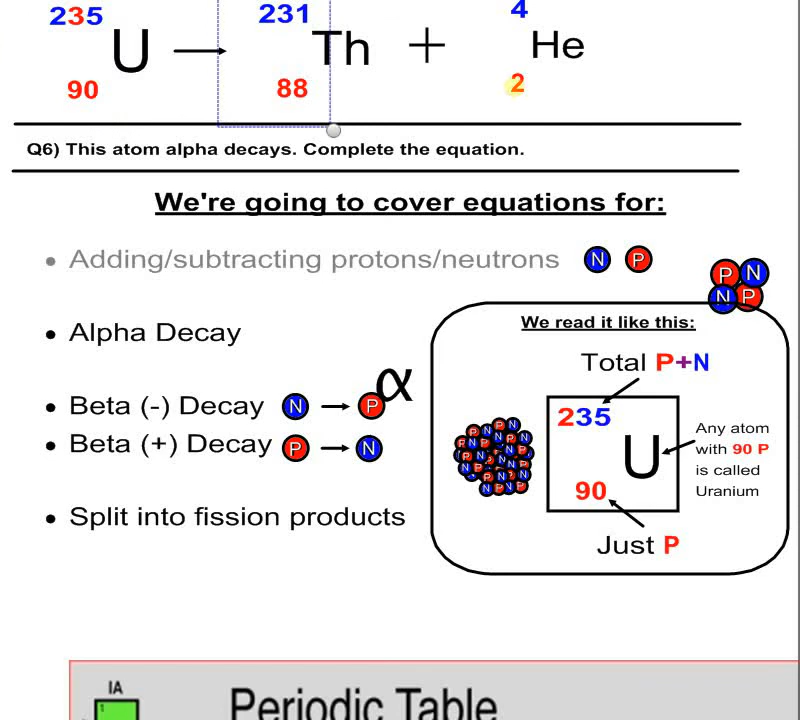 235 231 4
U → Th + He
90 88 2
Q6) This atom alpha decays. Complete the equation.
We're going to cover equations for:
• Adding/subtracting protons/neutrons N P
P N
N P
• Alpha Decay
α
• Beta (-) Decay N → P
• Beta (+) Decay P → N
• Split into fission products
We read it like this:
Total P+N
235
U
90
Any atom
with 90 P
is called
Uranium
Just P
IA
1
Periodic Table